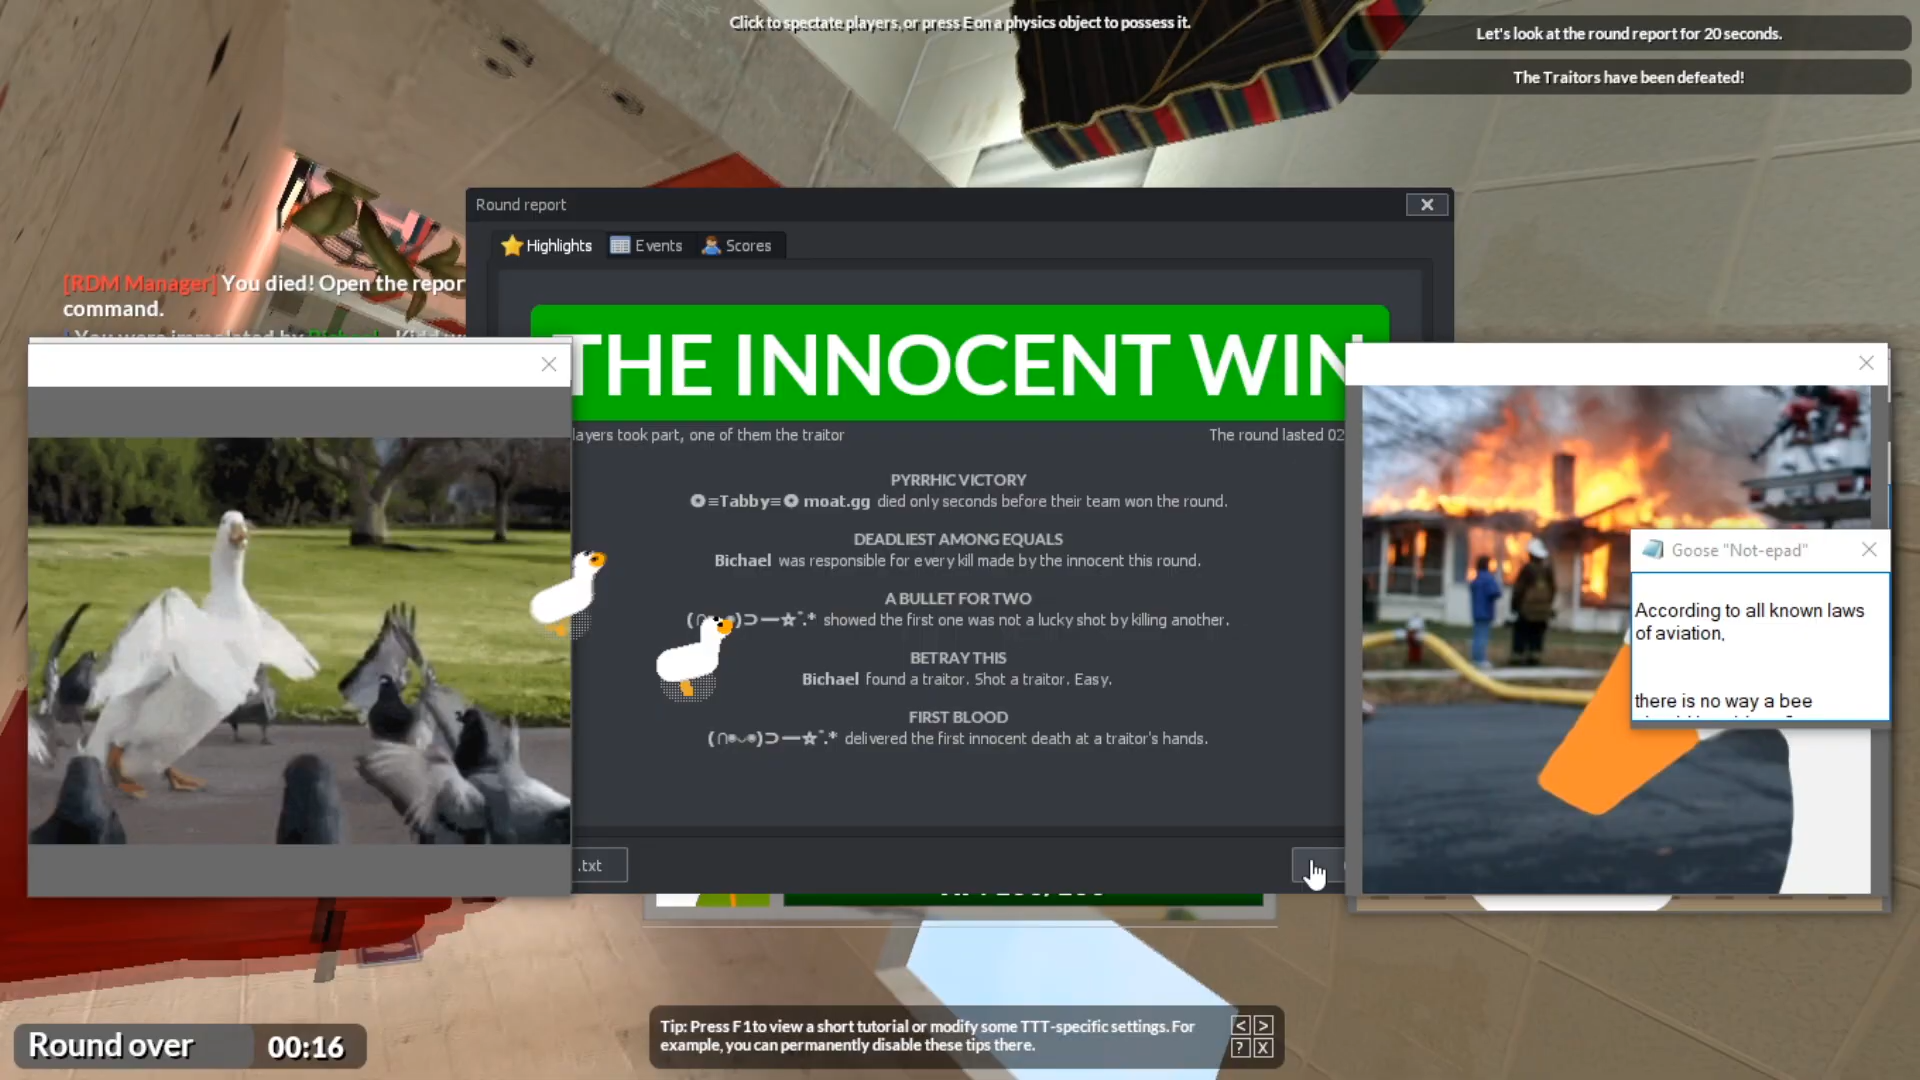 Click to spectate players, or press E on a physics object to possess it.
Let's look at the round report for 20 seconds.
The Traitors have been defeated!
Round report
Highlights
Events
Scores
[RDM Manager] You died! Open the repor
command.
You were immolated by
THE INNOCENT WIN
layers took part, one of them the traitor
The round lasted 02
PYRRHIC VICTORY
≡Tabby≡ moat.gg died only seconds before their team won the round.
DEADLIEST AMONG EQUALS
Bichael was responsible for every kill made by the innocent this round.
A BULLET FOR TWO
showed the first one was not a lucky shot by killing another.
BETRAY THIS
Bichael found a traitor. Shot a traitor. Easy.
FIRST BLOOD
(∩◉◡◉)⊃━☆ﾟ.* delivered the first innocent death at a traitor's hands.
Goose "Not-epad"
According to all known laws
of aviation,
there is no way a bee
.txt
Tip: Press F1 to view a short tutorial or modify some TTT-specific settings. For
example, you can permanently disable these tips there.
< >
? X
Round over
00:16